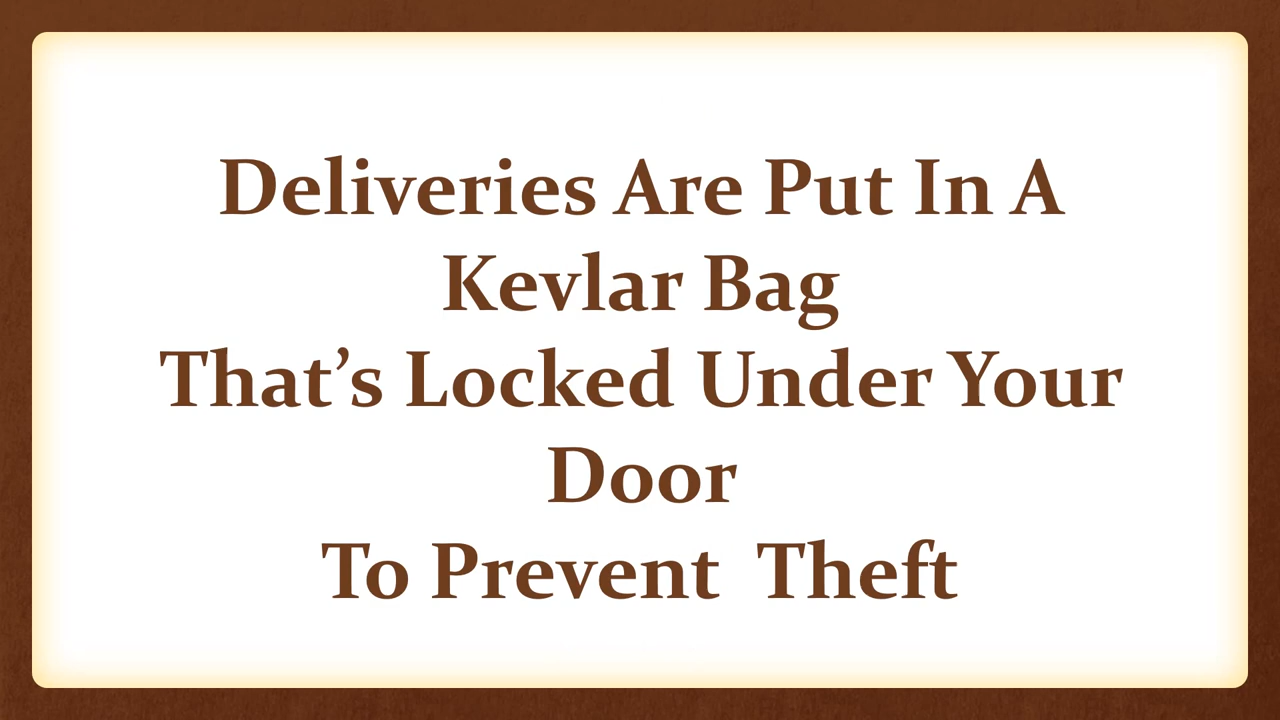 Deliveries Are Put In A
Kevlar Bag
That’s Locked Under Your
Door
To Prevent  Theft